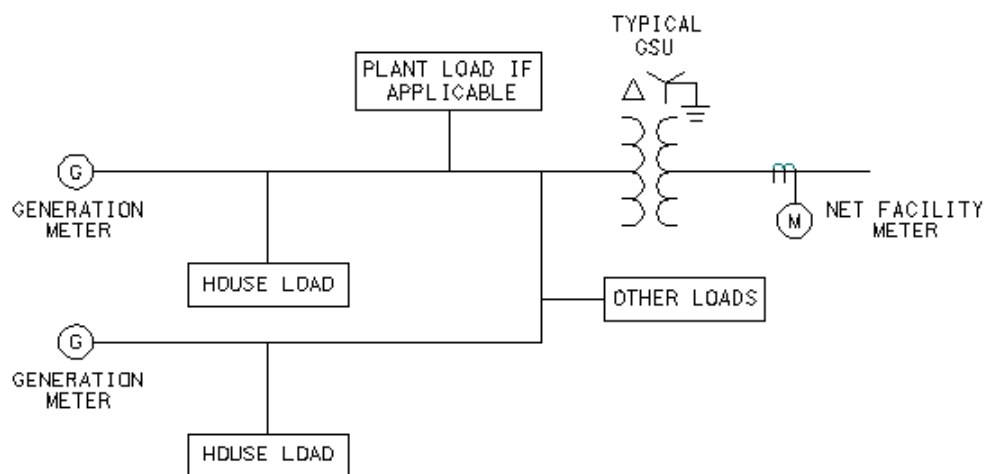 TYPICAL
GSU
PLANT LOAD IF
APPLICABLE
G
GENERATION
METER
M
NET FACILITY
METER
HOUSE LOAD
OTHER LOADS
G
GENERATION
METER
HOUSE LOAD